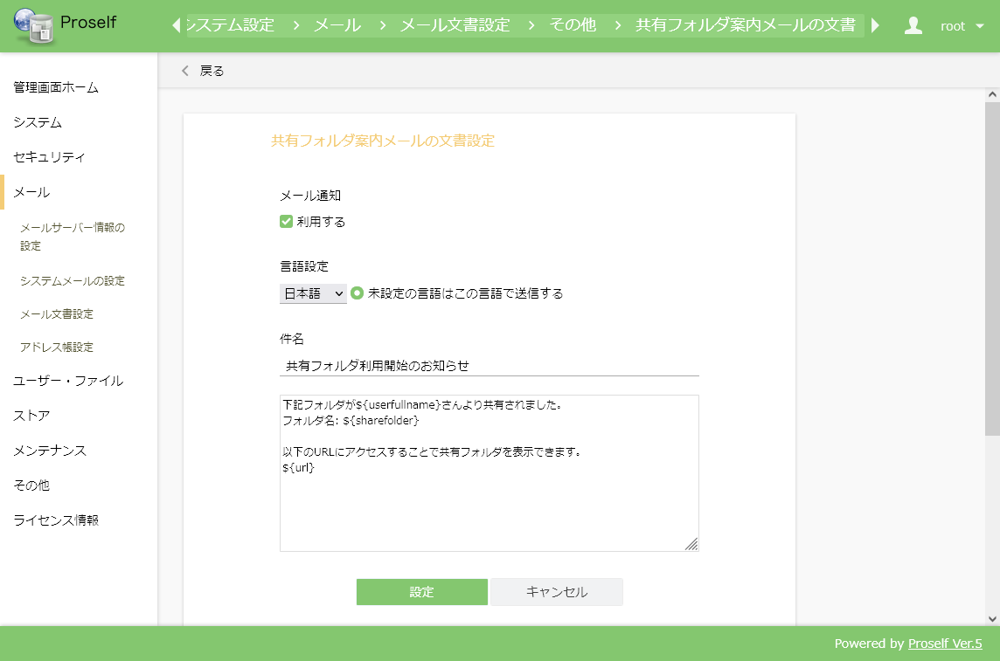 Proself
システム設定 > メール > メール文書設定 > その他 > 共有フォルダ案内メールの文書
root
戻る
管理画面ホーム
システム
セキュリティ
メール
メールサーバー情報の
設定
システムメールの設定
メール文書設定
アドレス帳設定
ユーザー・ファイル
ストア
メンテナンス
その他
ライセンス情報
共有フォルダ案内メールの文書設定
メール通知
利用する
言語設定
日本語 未設定の言語はこの言語で送信する
件名
共有フォルダ利用開始のお知らせ
下記フォルダが${userfullname}さんより共有されました。
フォルダ名: ${sharefolder}
以下のURLにアクセスすることで共有フォルダを表示できます。
${url}
設定 キャンセル
Powered by Proself Ver.5